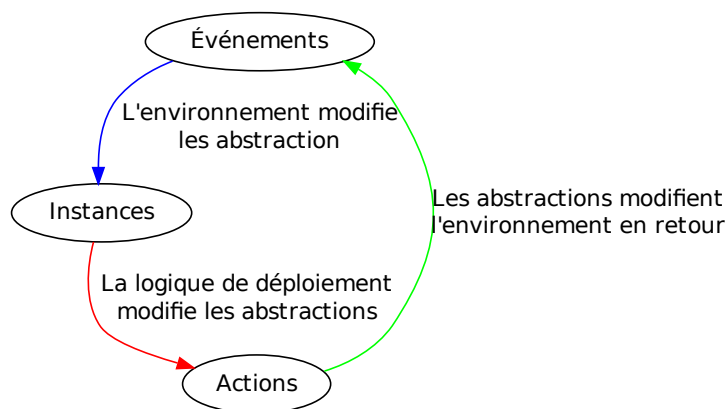 Événements
L'environnement modifie
les abstraction
Les abstractions modifient
l'environnement en retour
Instances
La logique de déploiement
modifie les abstractions
Actions